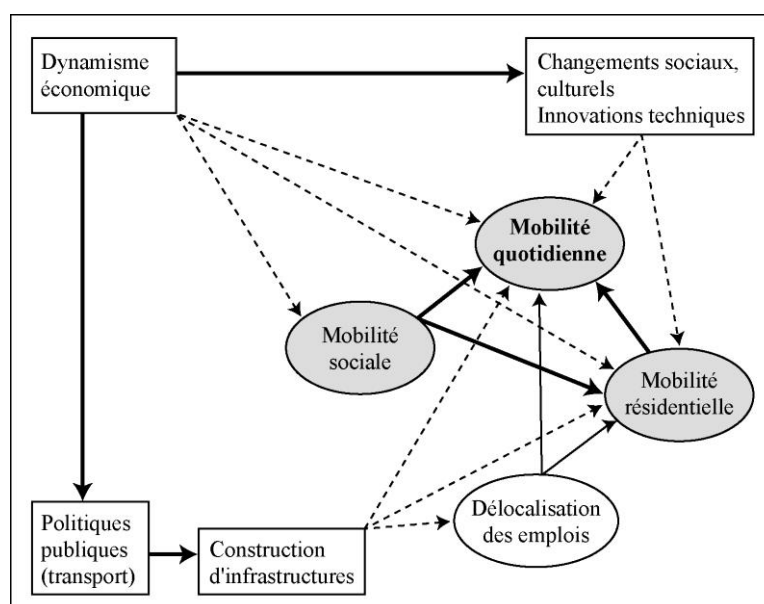 Dynamisme
économique
Changements sociaux,
culturels
Innovations techniques
Mobilité
quotidienne
Mobilité
sociale
Mobilité
résidentielle
Délocalisation
des emplois
Politiques
publiques
(transport)
Construction
d'infrastructures